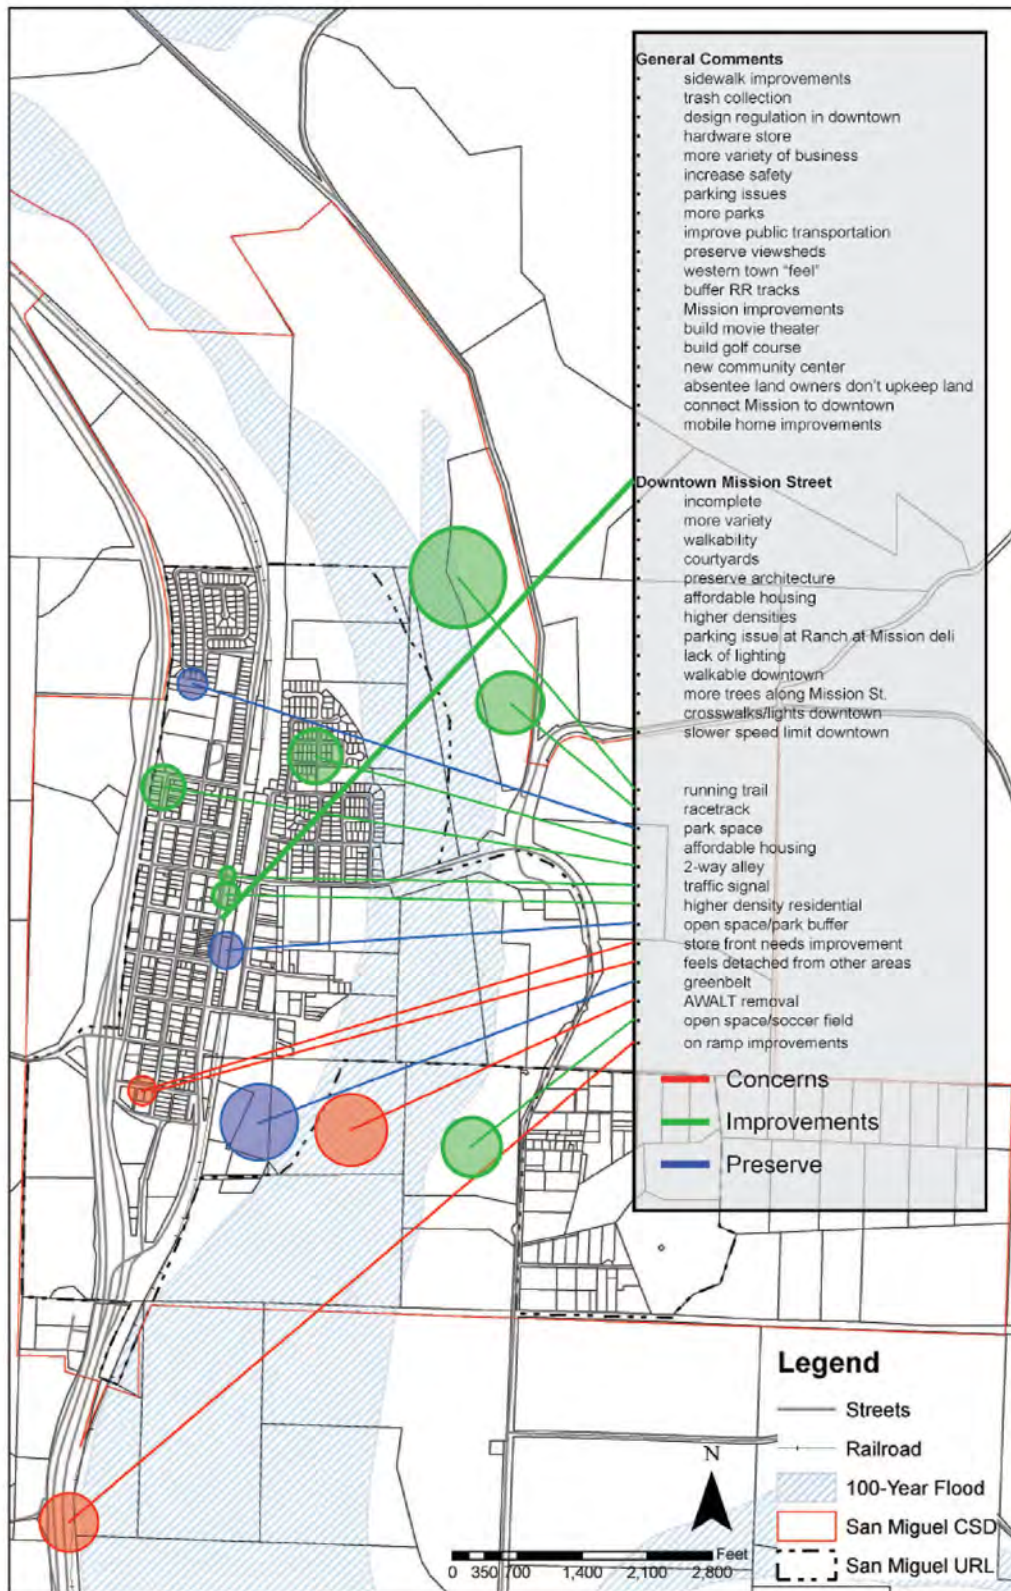 General Comments
sidewalk improvements
trash collection
design regulation in downtown
hardware store
more variety of business
increase safety
parking issues
more parks
improve public transportation
preserve viewsheds
western town "feel"
buffer RR tracks
Mission improvements
build movie theater
build golf course
new community center
absentee land owners don't upkeep land
connect Mission to downtown
mobile home improvements
Downtown Mission Street
incomplete
more variety
walkability
courtyards
preserve architecture
affordable housing
higher densities
parking issue at Ranch at Mission deli
lack of lighting
walkable downtown
more trees along Mission St.
crosswalks/lights downtown
slower speed limit downtown
running trail
racetrack
park space
affordable housing
2-way alley
traffic signal
higher density residential
open space/park buffer
store front needs improvement
feels detached from other areas
greenbelt
AWALT removal
open space/soccer field
on ramp improvements
Concerns
Improvements
Preserve
Legend
Streets
Railroad
100-Year Flood
San Miguel CSD
San Miguel URL
N
Feet
0 350 700 1,400 2,100 2,800